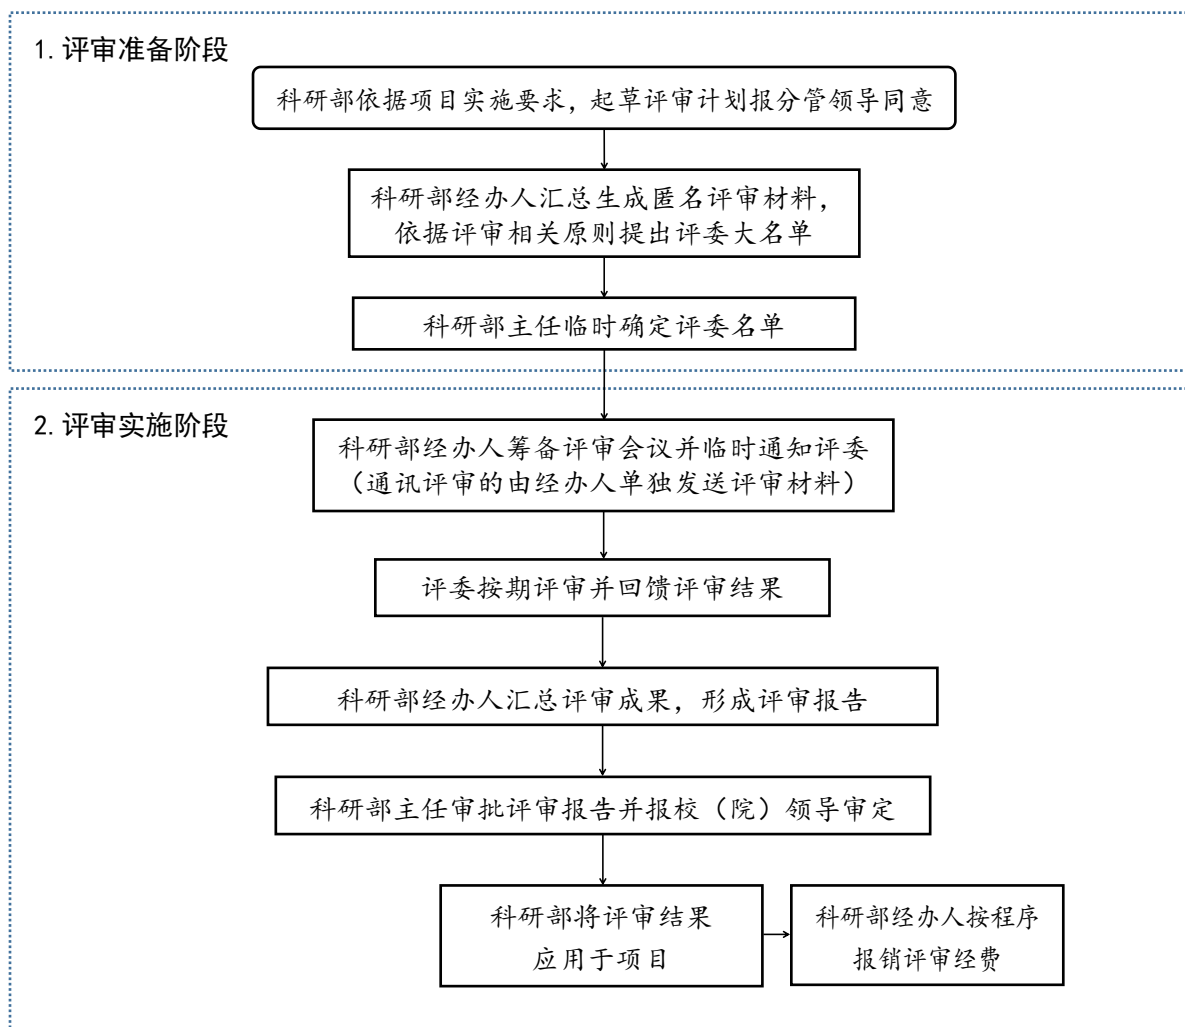 1.评审准备阶段
科研部依据项目实施要求，起草评审计划报分管领导同意
科研部经办人汇总生成匿名评审材料，
依据评审相关原则提出评委大名单
科研部主任临时确定评委名单
2.评审实施阶段
科研部经办人筹备评审会议并临时通知评委
（通讯评审的由经办人单独发送评审材料）
评委按期评审并回馈评审结果
科研部经办人汇总评审成果，形成评审报告
科研部主任审批评审报告并报校（院）领导审定
科研部将评审结果
应用于项目
科研部经办人按程序
报销评审经费